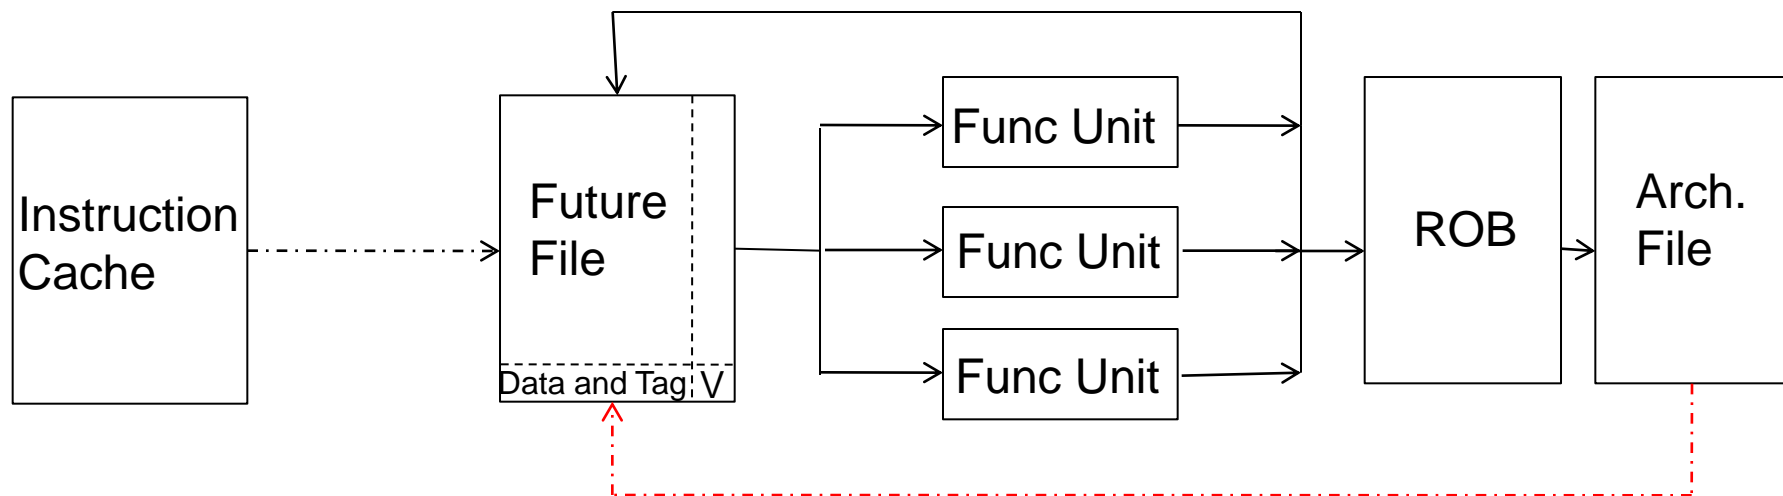 Instruction
Cache
Future
File
Data and Tag
V
Func Unit
Func Unit
Func Unit
ROB
Arch.
File